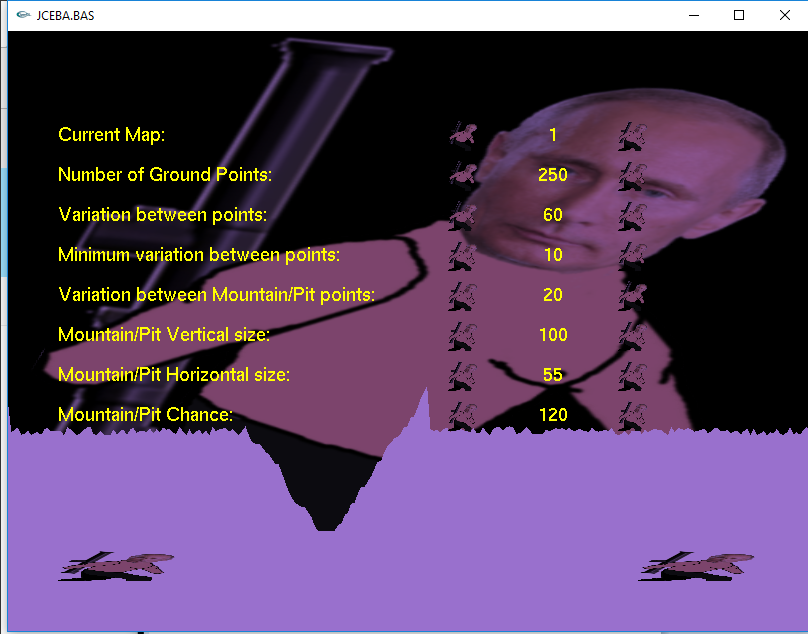 JCEBA.BAS
Current Map: 1
Number of Ground Points: 250
Variation between points: 60
Minimum variation between points: 10
Variation between Mountain/Pit points: 20
Mountain/Pit Vertical size: 100
Mountain/Pit Horizontal size: 55
Mountain/Pit Chance: 120